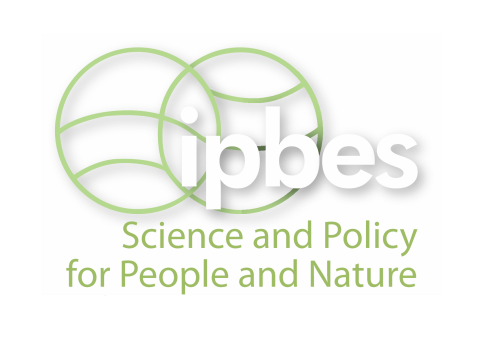 ipbes
Science and Policy
for People and Nature